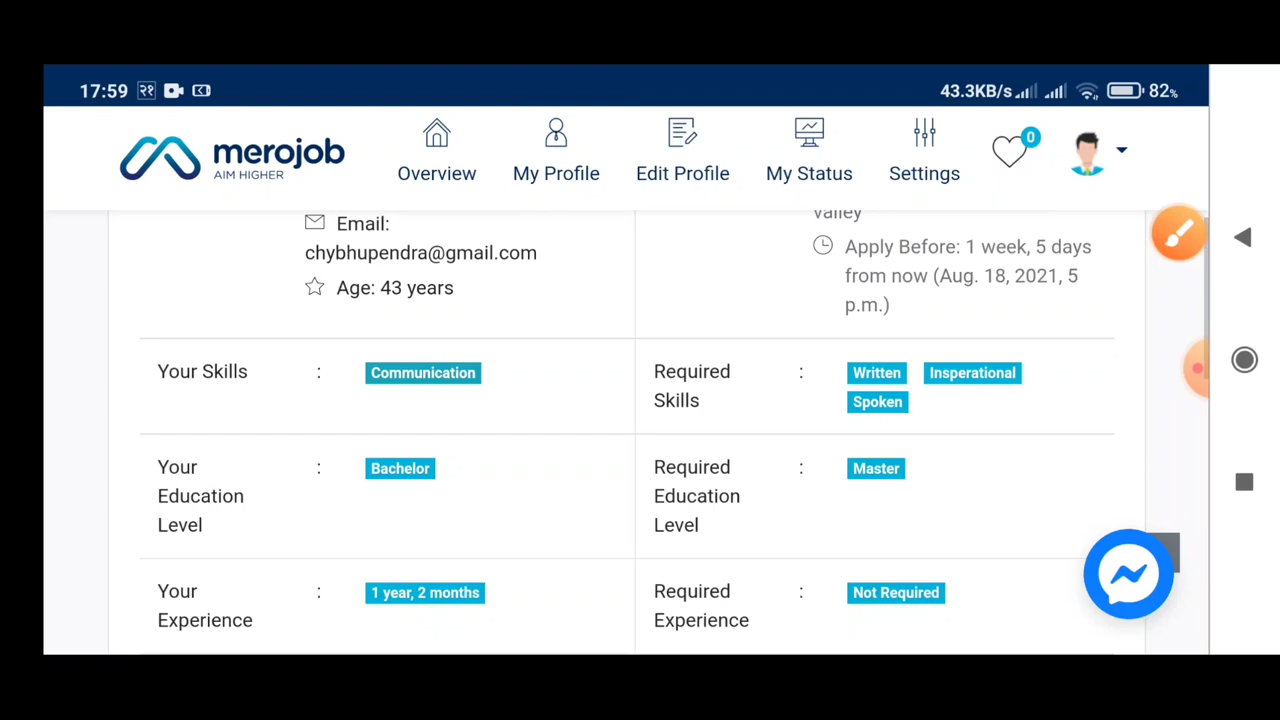 17:59 २१ 43.3KB/s 82%
merojob
AIM HIGHER
Overview
My Profile
Edit Profile
My Status
Settings
0
Email:
chybhupendra@gmail.com
Age: 43 years
valley
Apply Before: 1 week, 5 days
from now (Aug. 18, 2021, 5
p.m.)
Your Skills : Communication
Required
Skills
: Written Insperational
Spoken
Your
Education
Level
: Bachelor
Required
Education
Level
: Master
Your
Experience
: 1 year, 2 months
Required
Experience
: Not Required